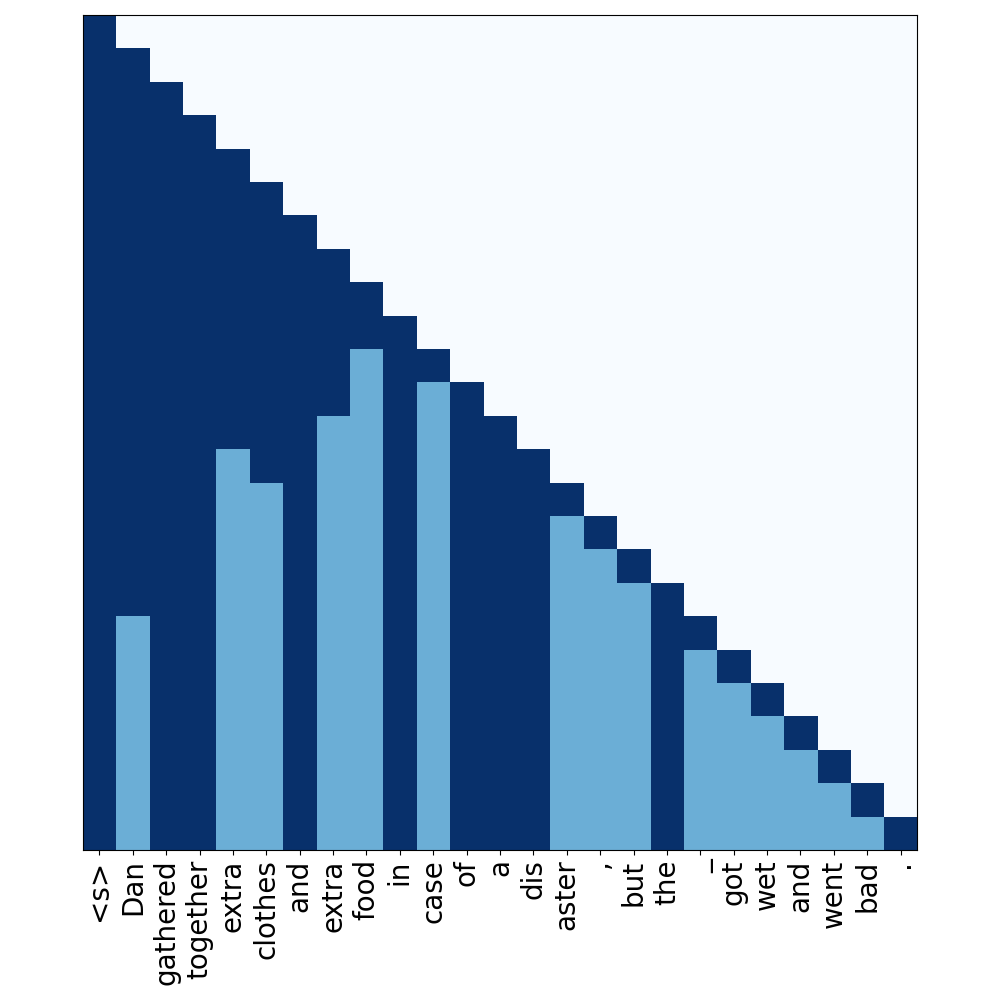 <s> Dan gathered together extra clothes and extra food in case of a dis aster , but the _ got wet and went bad .